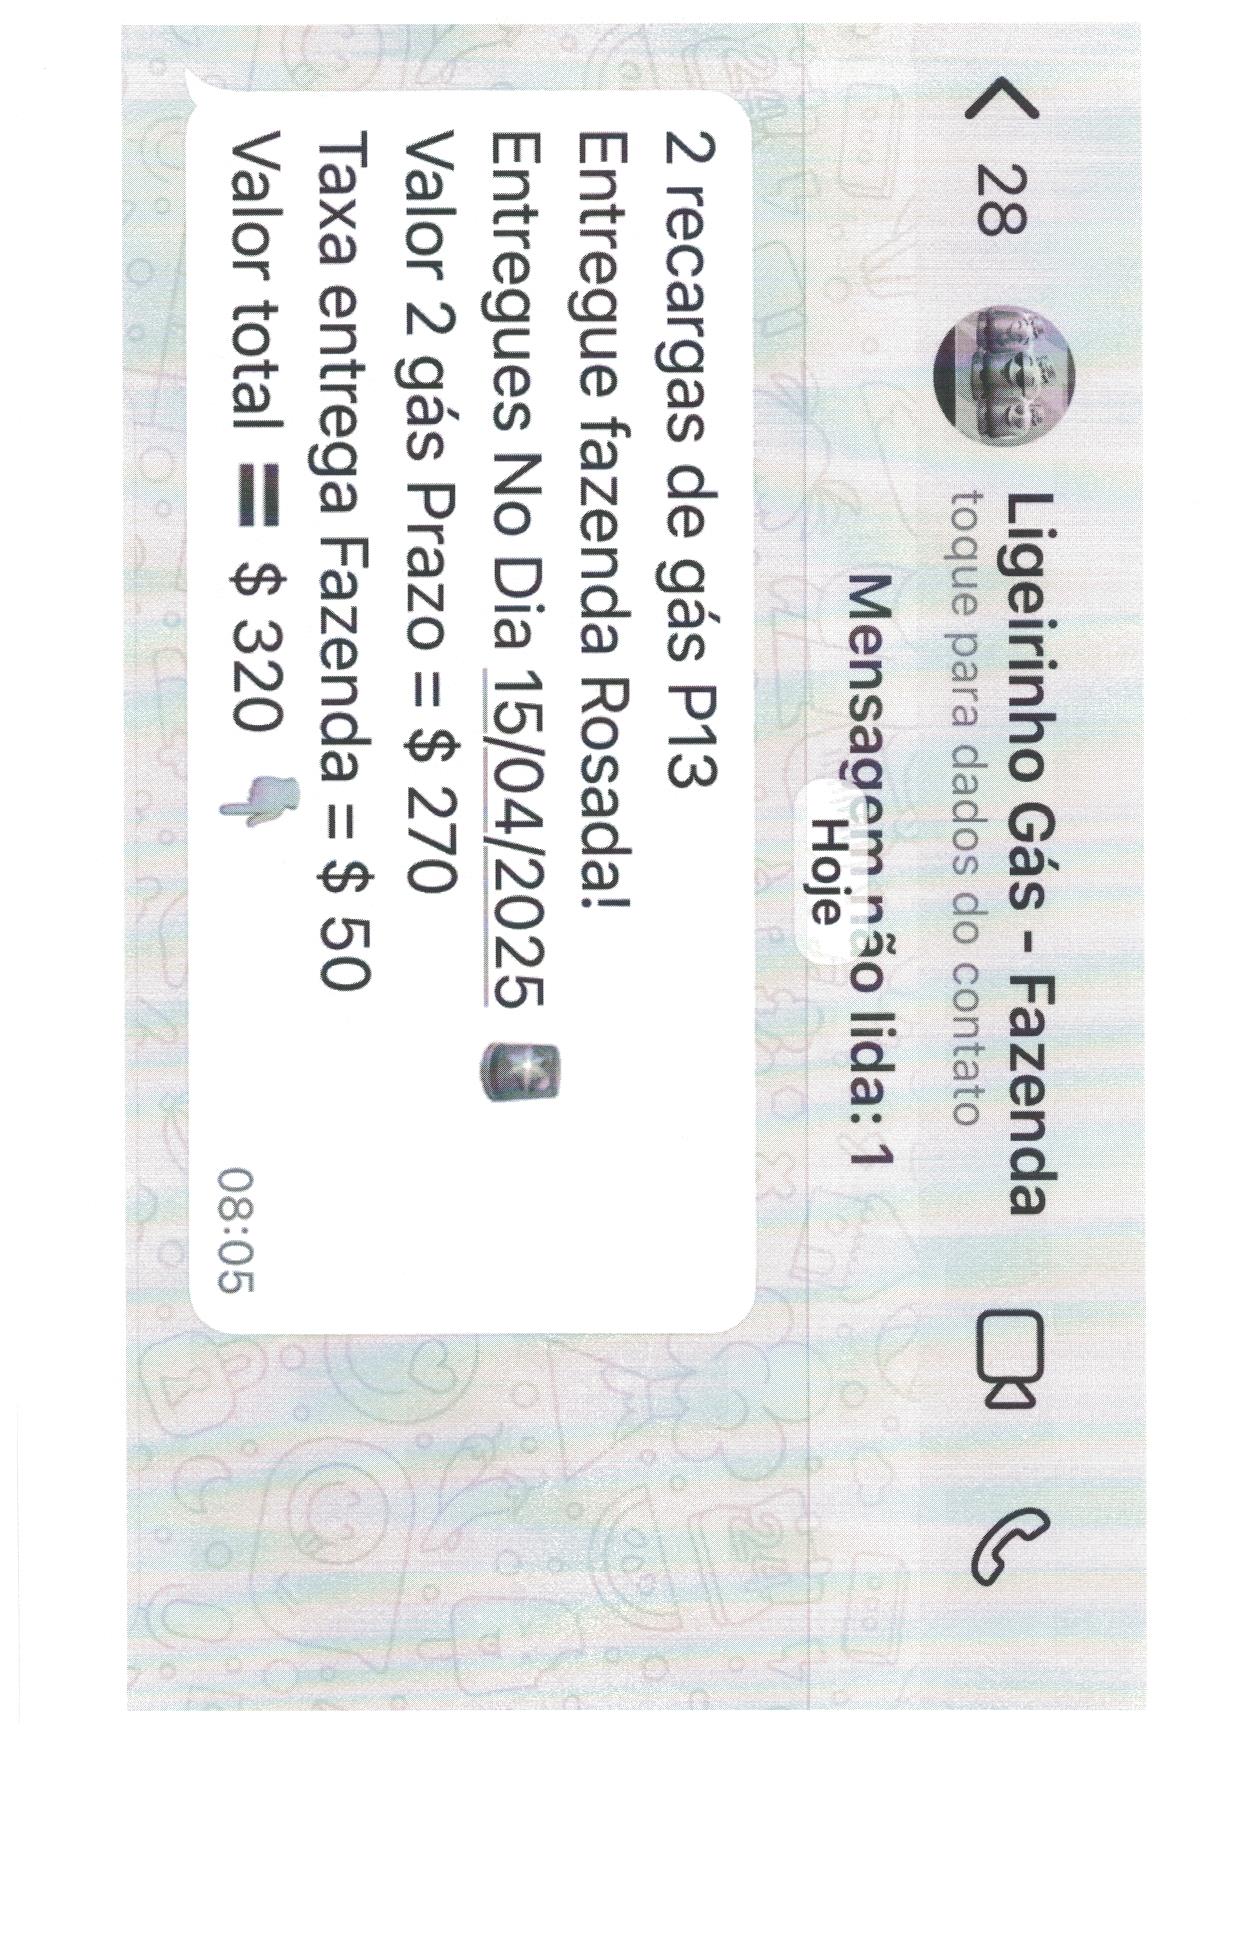 28
Ligeirinho Gás - Fazenda
toque para dados do contato
Mensagem não lida: 1
Hoje
2 recargas de gás P13
Entregue fazenda Rosada!
Entregues No Dia 15/04/2025 🚨
Valor 2 gás Prazo = $ 270
Taxa entrega Fazenda = $ 50
Valor total 🟰 $ 320 👈
08:05